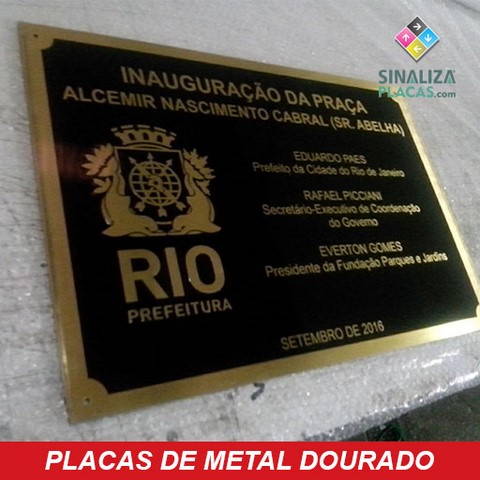 SINALIZA
PLACAS.com
INAUGURAÇÃO DA PRAÇA
ALCEMIR NASCIMENTO CABRAL (SR. ABELHA)
EDUARDO PAES
Prefeito da Cidade do Rio de Janeiro
RAFAEL PICCIANI
Secretário-Executivo de Coordenação
do Governo
EVERTON GOMES
Presidente da Fundação Parques e Jardins
RIO
PREFEITURA
SETEMBRO DE 2016
PLACAS DE METAL DOURADO